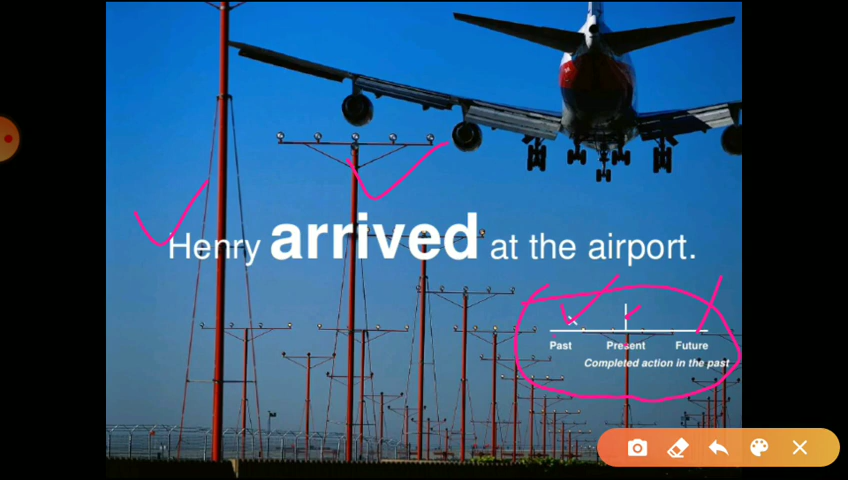 Henry arrived at the airport.
Past Present Future
Completed action in the past